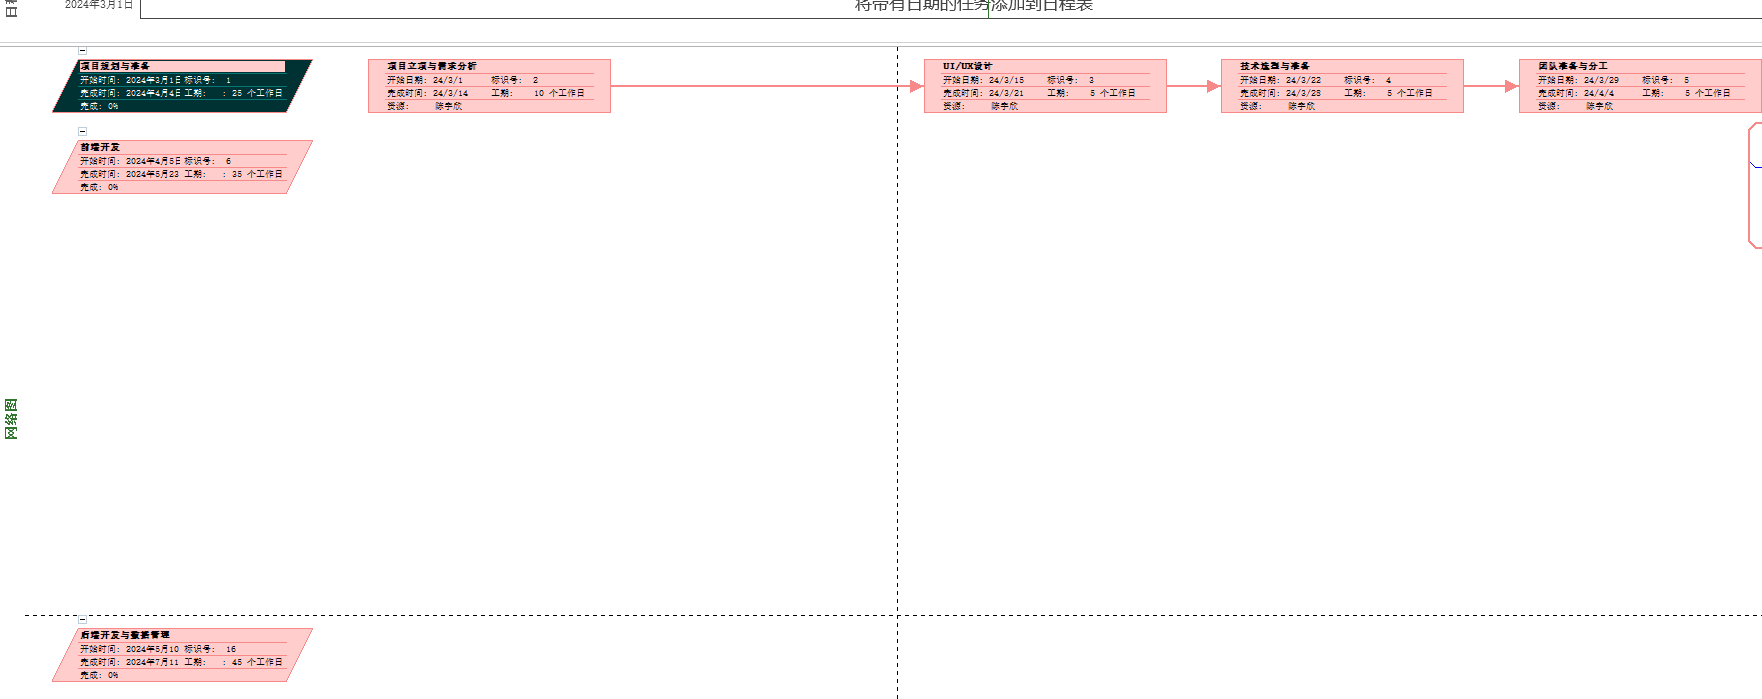 2024年3月1日
将带有日期的任务添加到日程表
项目规划与准备
开始时间: 2024年3月1日 标识号: 1
完成时间: 2024年4月4日 工期: : 25 个工作日
完成: 0%
项目立项与需求分析
开始日期: 24/3/1 标识号: 2
完成时间: 24/3/14 工期: 10 个工作日
资源: 陈宇欣
UI/UX设计
开始日期: 24/3/15 标识号: 3
完成时间: 24/3/21 工期: 5 个工作日
资源: 陈宇欣
技术选型与准备
开始日期: 24/3/22 标识号: 4
完成时间: 24/3/28 工期: 5 个工作日
资源: 陈宇欣
团队准备与分工
开始日期: 24/3/29 标识号: 5
完成时间: 24/4/4 工期: 5 个工作日
资源: 陈宇欣
前端开发
开始时间: 2024年4月5日 标识号: 6
完成时间: 2024年5月23 工期: : 35 个工作日
完成: 0%
网络图
后端开发与数据管理
开始时间: 2024年5月10 标识号: 16
完成时间: 2024年7月11 工期: : 45 个工作日
完成: 0%